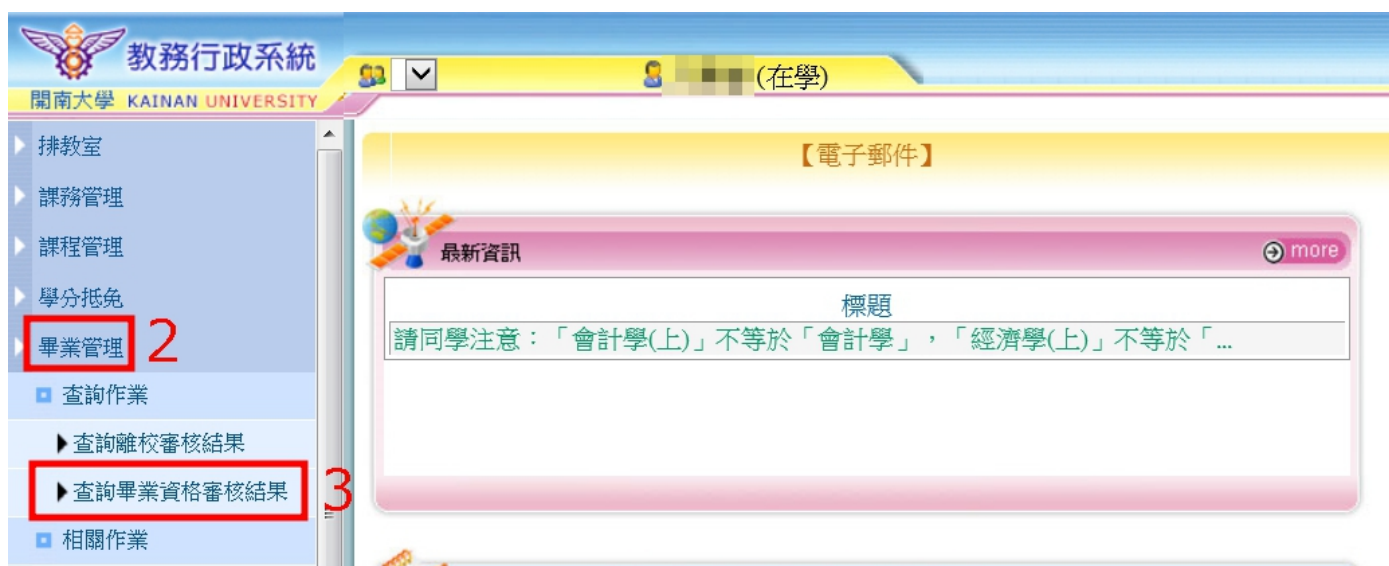 教務行政系統
開南大學 KAINAN UNIVERSITY
(在學)
排教室
課務管理
課程管理
學分抵免
畢業管理 2
查詢作業
查詢離校審核結果
查詢畢業資格審核結果 3
相關作業
【電子郵件】
最新資訊 more
標題
請同學注意：「會計學(上)」不等於「會計學」，「經濟學(上)」不等於「...